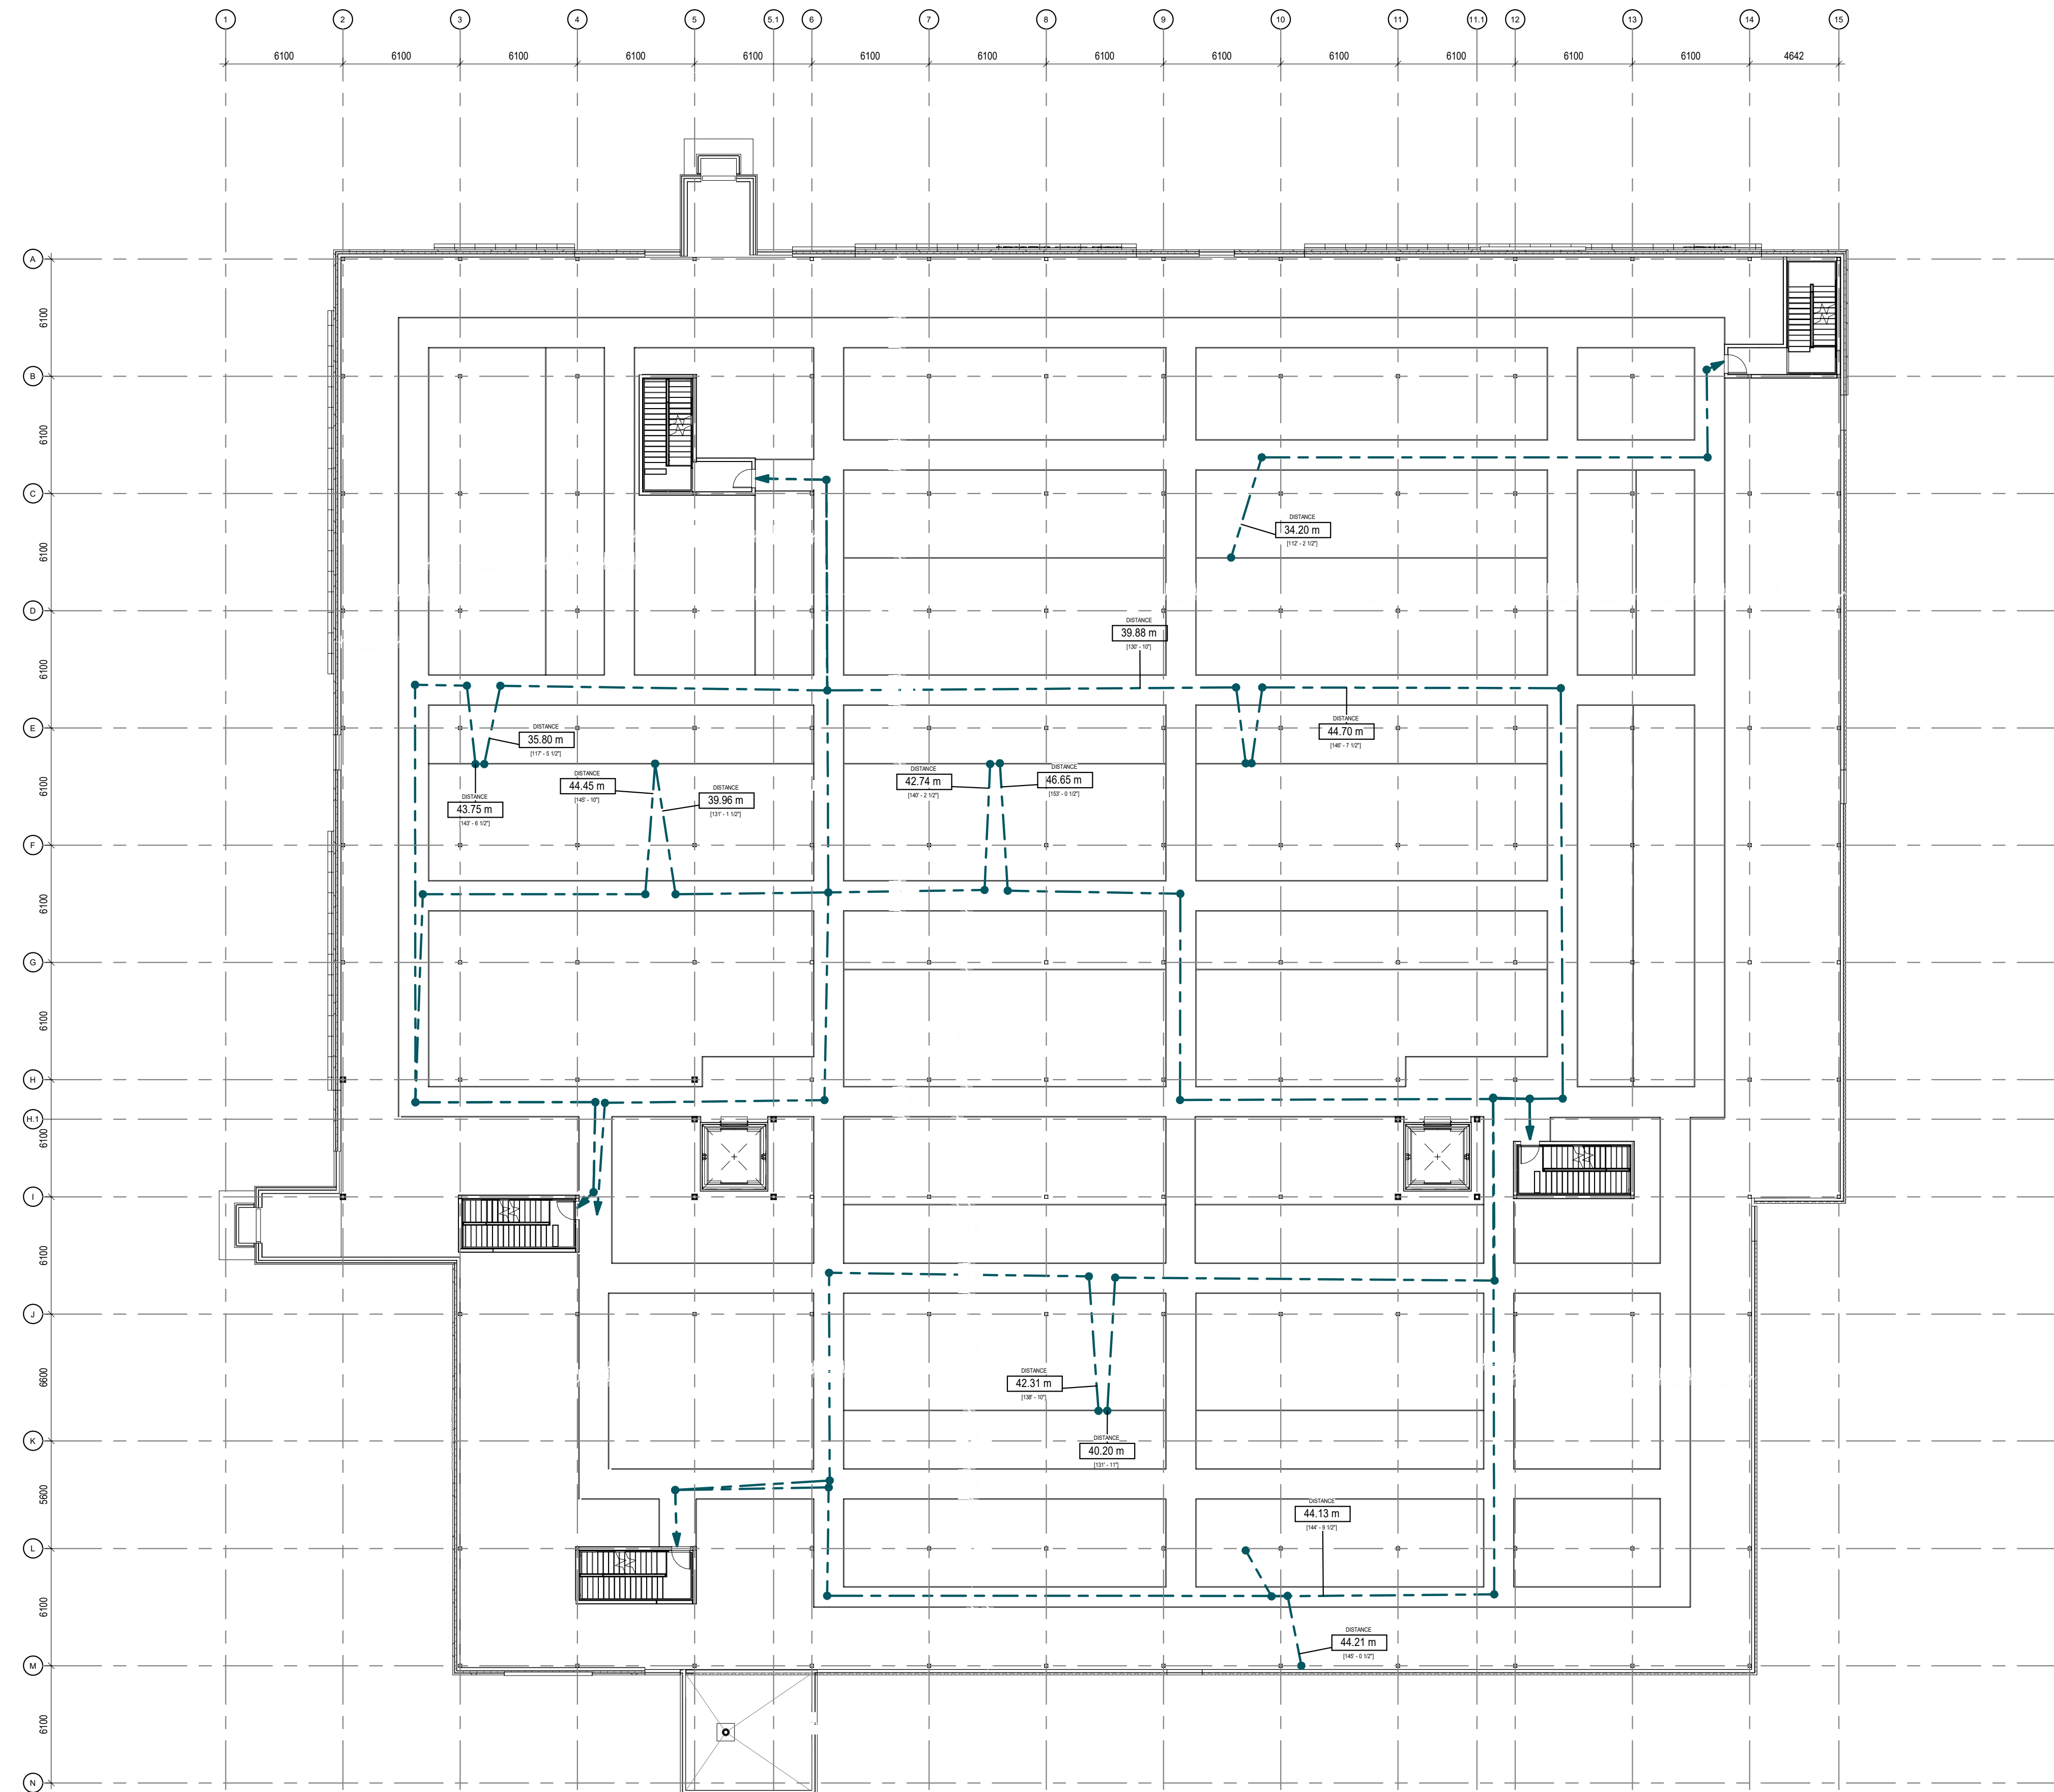 1 2 3 4 5 5.1 6 7 8 9 10 11 11.1 12 13 14 15
6100 6100 6100 6100 6100 6100 6100 6100 6100 6100 6100 6100 6100 4642
A
6100
B
6100
C
6100
D
6100
E
6100
F
6100
G
6100
H
H.1
6100
I
6100
J
6600
K
5600
L
6100
M
6100
N
DISTANCE
34.20 m
[112' - 2 1/2"]
DISTANCE
39.88 m
[130' - 10"]
DISTANCE
44.70 m
[146' - 7 1/2"]
DISTANCE
35.80 m
[117' - 5 1/2"]
DISTANCE
43.75 m
[143' - 6 1/2"]
DISTANCE
44.45 m
[145' - 10"]
DISTANCE
39.96 m
[131' - 1 1/2"]
DISTANCE
42.74 m
[140' - 2 1/2"]
DISTANCE
46.65 m
[153' - 0 1/2"]
DISTANCE
42.31 m
[138' - 10"]
DISTANCE
40.20 m
[131' - 11"]
DISTANCE
44.13 m
[144' - 9 1/2"]
DISTANCE
44.21 m
[145' - 0 1/2"]